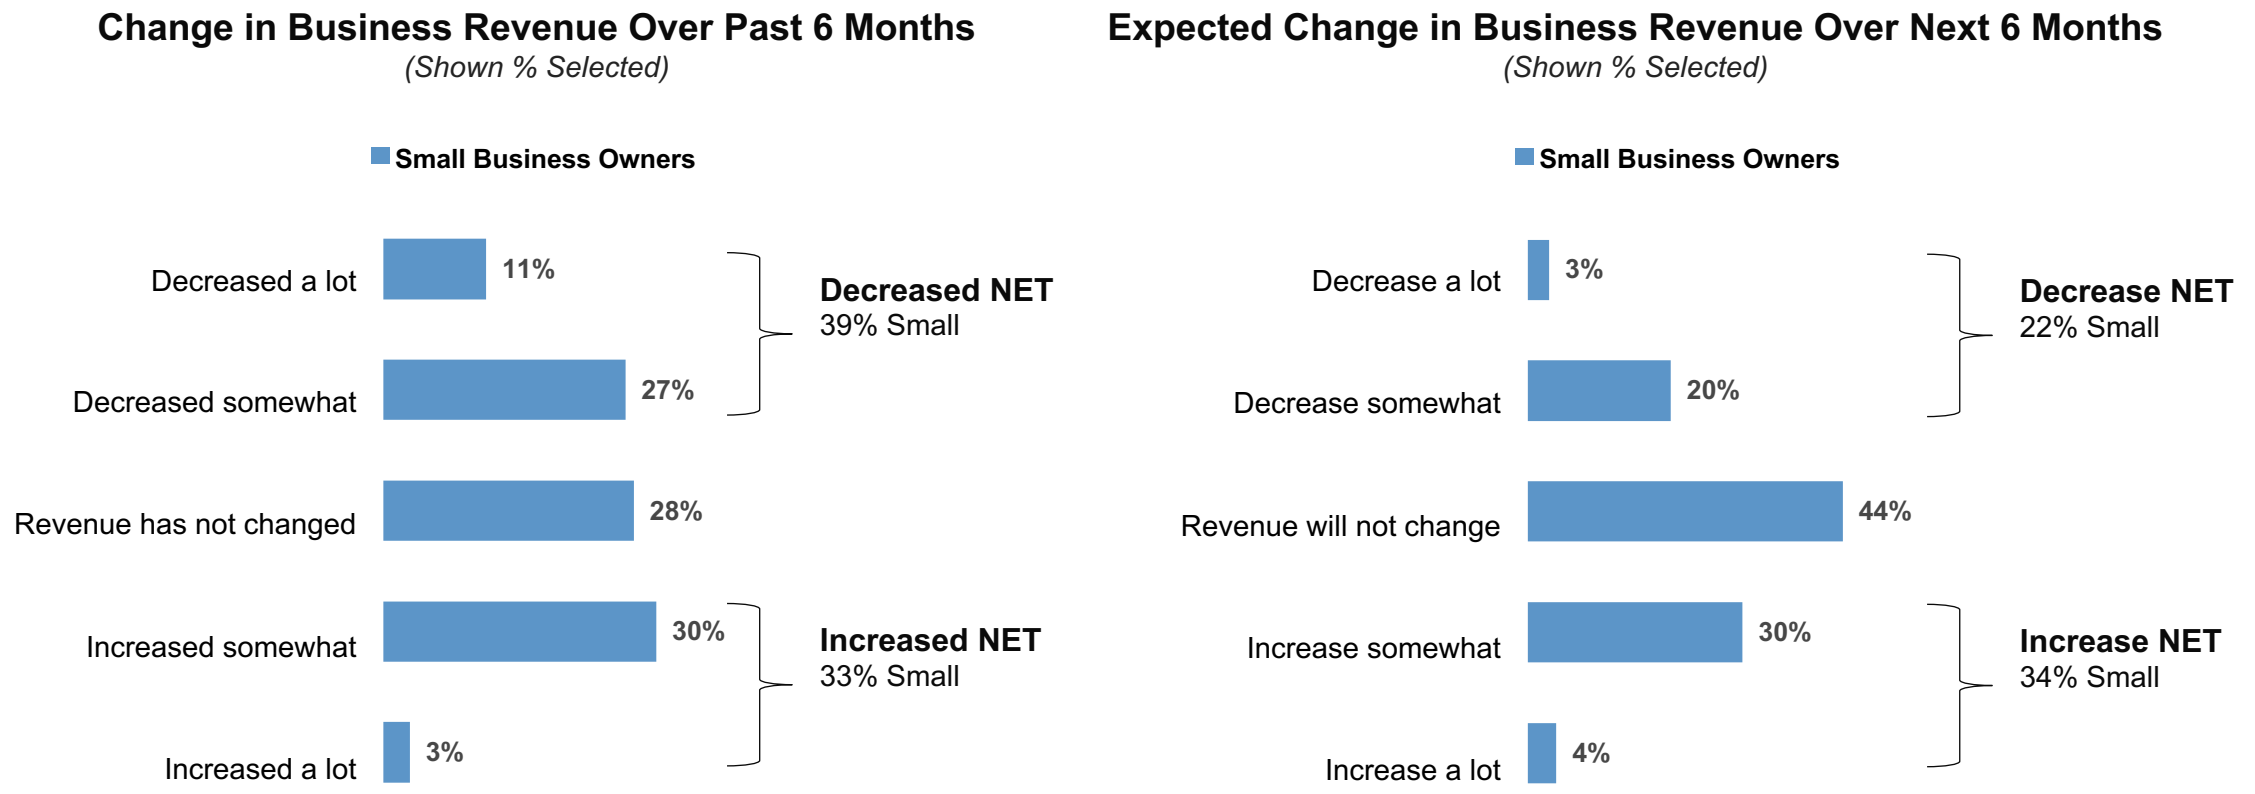 Change in Business Revenue Over Past 6 Months
(Shown % Selected)
Small Business Owners
Decreased a lot
11%
Decreased somewhat
27%
Revenue has not changed
28%
Increased somewhat
30%
Increased a lot
3%
Decreased NET
39% Small
Increased NET
33% Small
Expected Change in Business Revenue Over Next 6 Months
(Shown % Selected)
Small Business Owners
Decrease a lot
3%
Decrease somewhat
20%
Revenue will not change
44%
Increase somewhat
30%
Increase a lot
4%
Decrease NET
22% Small
Increase NET
34% Small